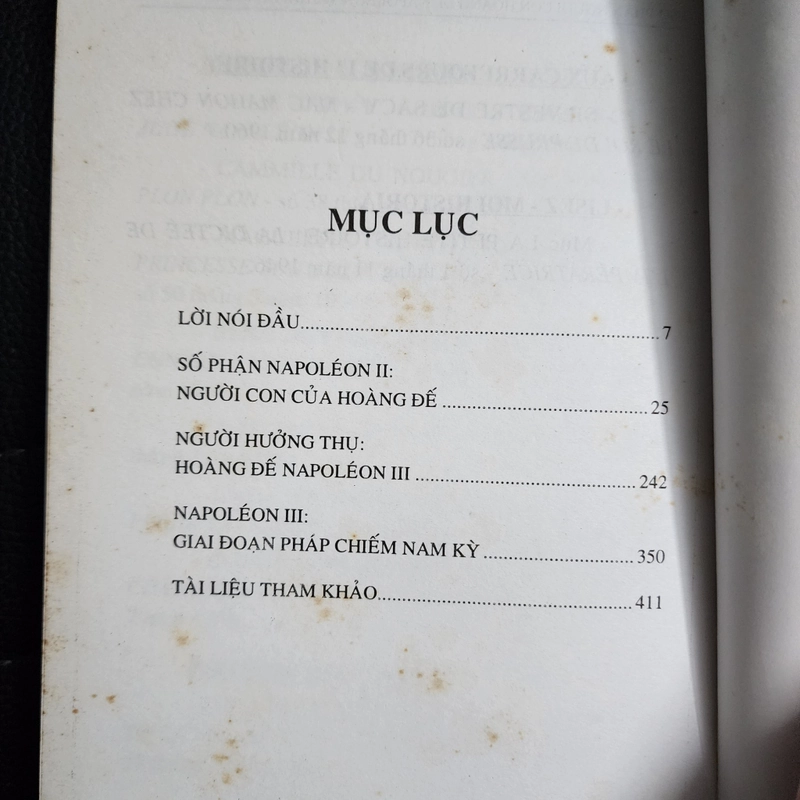 MỤC LỤC
LỜI NÓI ĐẦU................................................................7
SỐ PHẬN NAPOLÉON II:
NGƯỜI CON CỦA HOÀNG ĐẾ.....................................25
NGƯỜI HƯỞNG THỤ:
HOÀNG ĐẾ NAPOLÉON III.......................................242
NAPOLÉON III:
GIAI ĐOẠN PHÁP CHIẾM NAM KỲ...........................350
TÀI LIỆU THAM KHẢO..............................................411